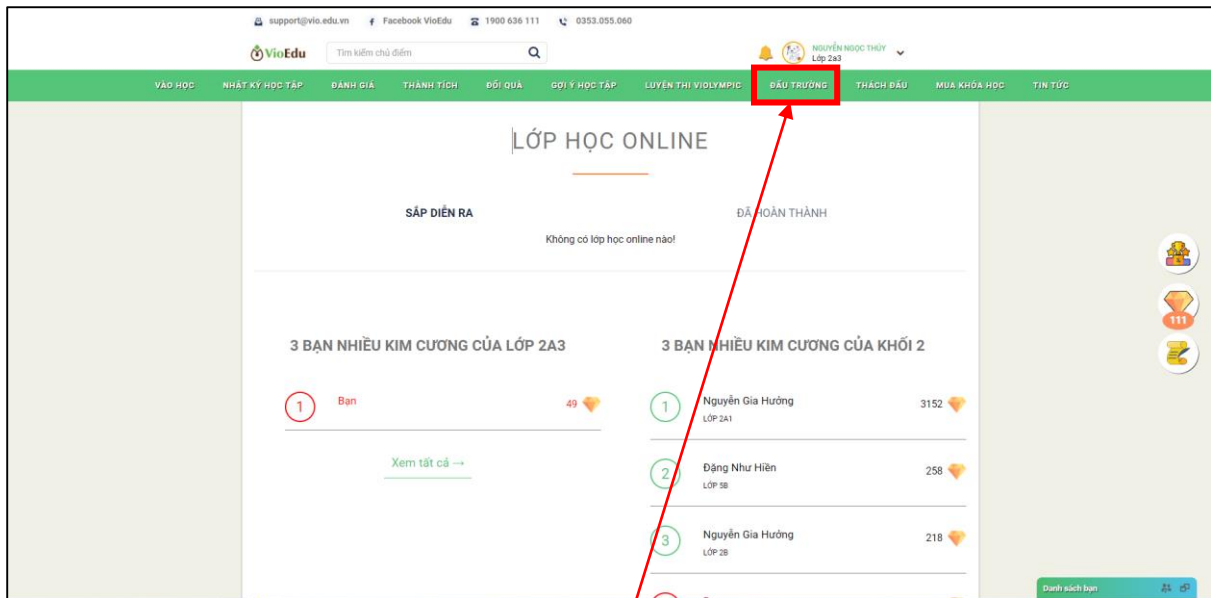 support@vio.edu.vn Facebook VioEdu 1900 636 111 0353.055.060
VioEdu Tìm kiếm chủ điểm NGUYỄN NGỌC THÚY
Lớp 2a3
VÀO HỌC NHẬT KÝ HỌC TẬP ĐÁNH GIÁ THÀNH TÍCH ĐỔI QUÀ GỢI Ý HỌC TẬP LUYỆN THI VIOLYMPIC ĐẤU TRƯỜNG THÁCH ĐẤU MUA KHÓA HỌC TIN TỨC
LỚP HỌC ONLINE
SẮP DIỄN RA ĐÃ HOÀN THÀNH
Không có lớp học online nào!
111
3 BẠN NHIỀU KIM CƯƠNG CỦA LỚP 2A3
1 Bạn 49
Xem tất cả →
3 BẠN NHIỀU KIM CƯƠNG CỦA KHỐI 2
1 Nguyễn Gia Hưởng 3152
LỚP 2A1
2 Đặng Như Hiền 258
LỚP 5B
3 Nguyễn Gia Hưởng 218
LỚP 2B
Danh sách bạn